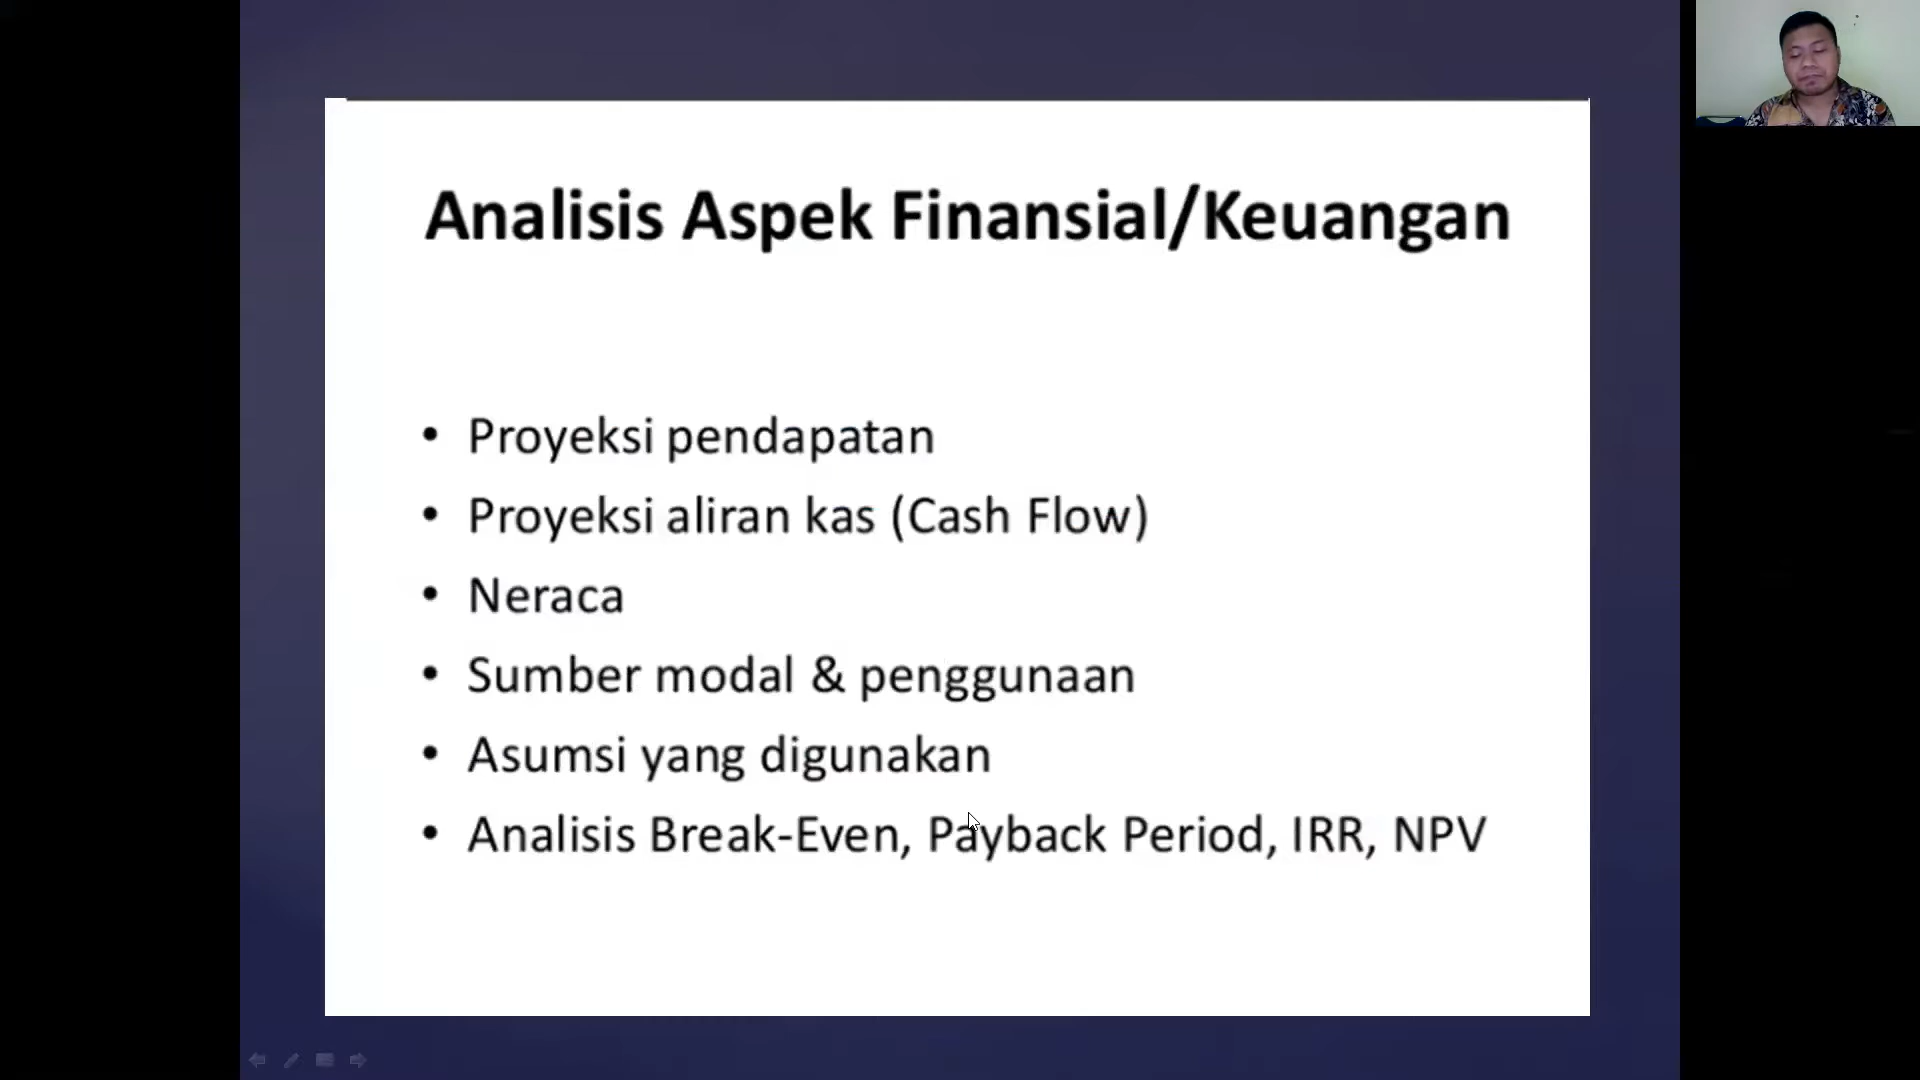 Analisis Aspek Finansial/Keuangan
• Proyeksi pendapatan
• Proyeksi aliran kas (Cash Flow)
• Neraca
• Sumber modal & penggunaan
• Asumsi yang digunakan
• Analisis Break-Even, Payback Period, IRR, NPV